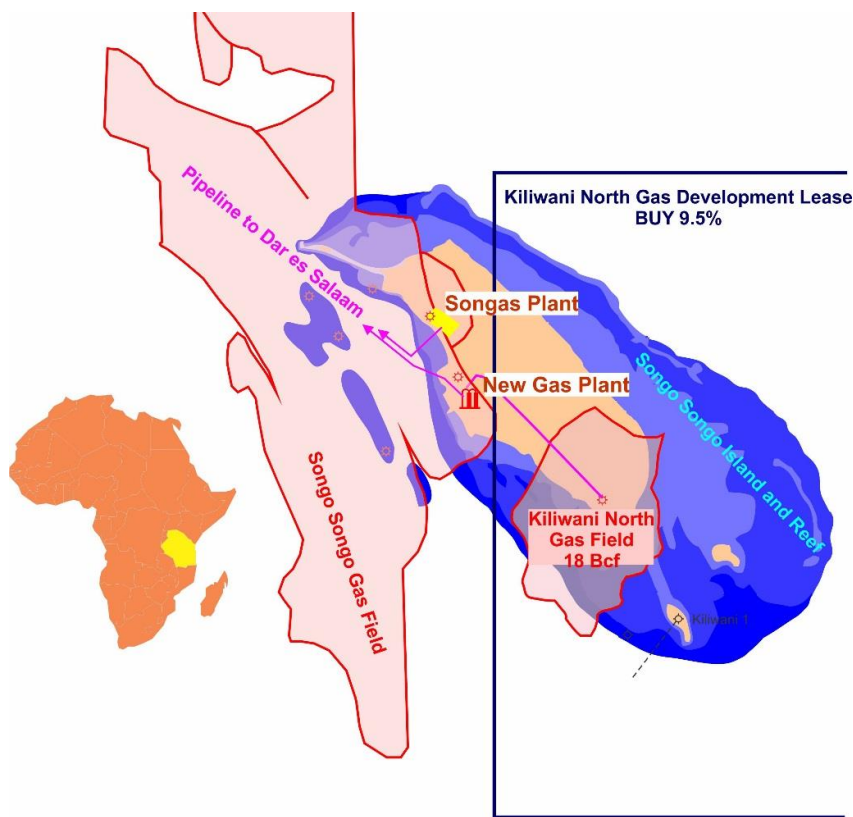 Kiliwani North Gas Development Lease
BUY 9.5%
Pipeline to Dar es Salaam
Songas Plant
New Gas Plant
Songo Songo Island and Reef
Songo Songo Gas Field
Kiliwani North
Gas Field
18 Bcf
Kiliwani 1